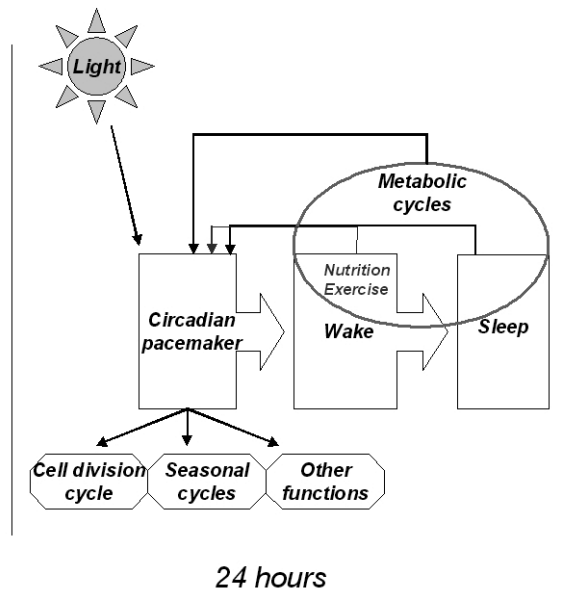 Light
Metabolic
cycles
Nutrition
Exercise
Circadian
pacemaker
Wake
Sleep
Cell division
cycle
Seasonal
cycles
Other
functions
24 hours